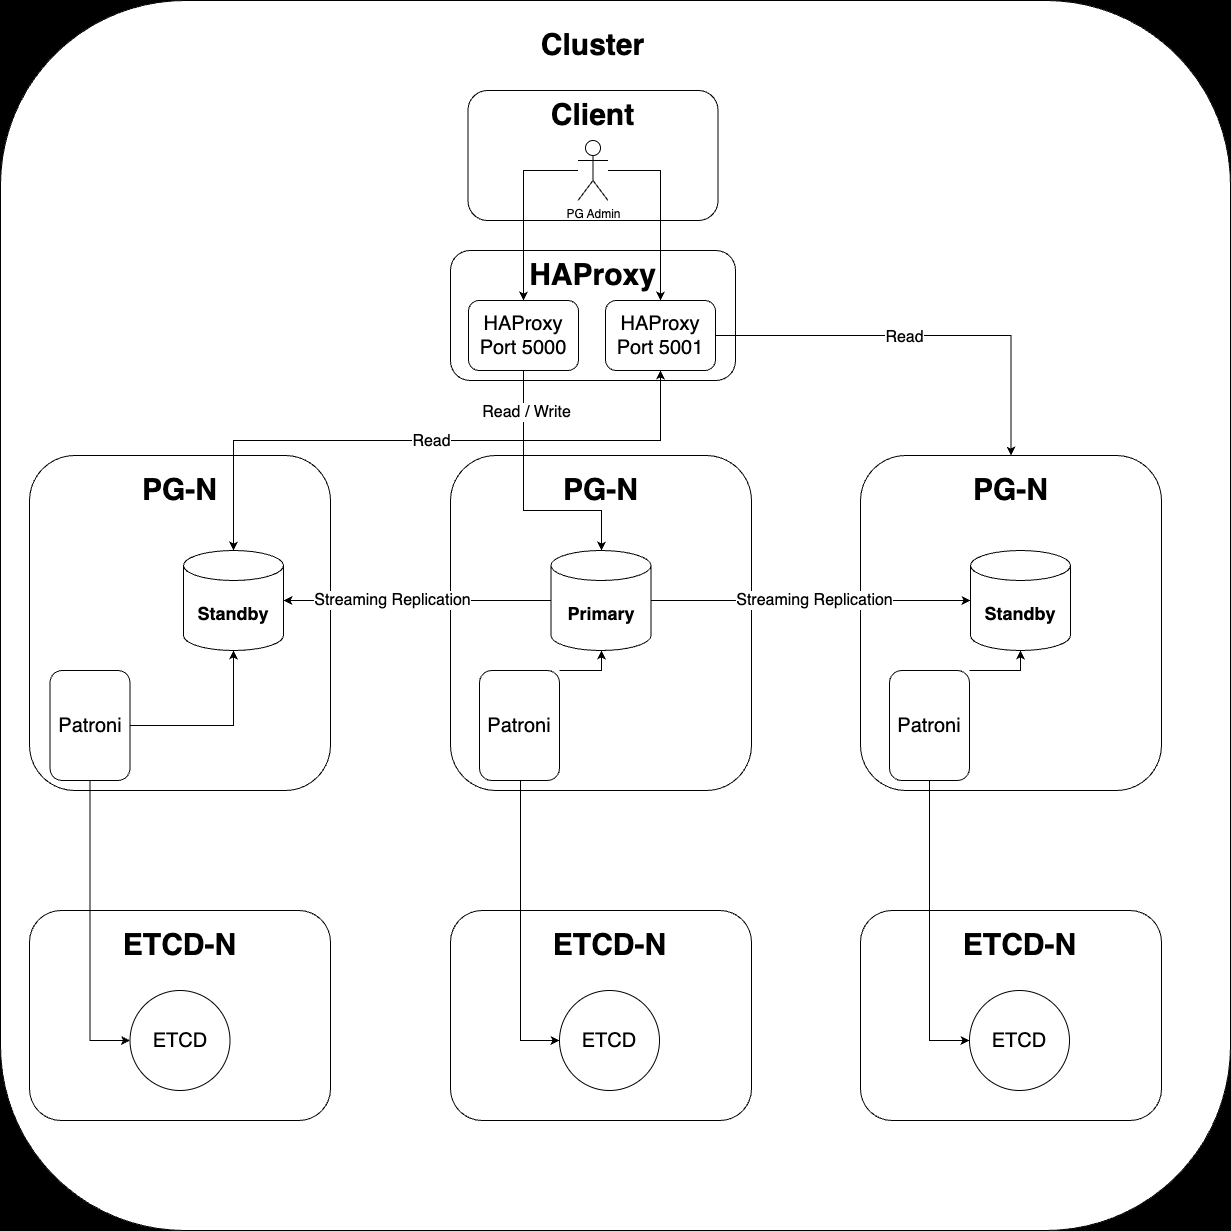 Cluster
Client
PG Admin
HAProxy
HAProxy
Port 5000
HAProxy
Port 5001
Read
Read / Write
Read
PG-N
PG-N
PG-N
Standby
Streaming Replication
Primary
Streaming Replication
Standby
Patroni
Patroni
Patroni
ETCD-N
ETCD-N
ETCD-N
ETCD
ETCD
ETCD